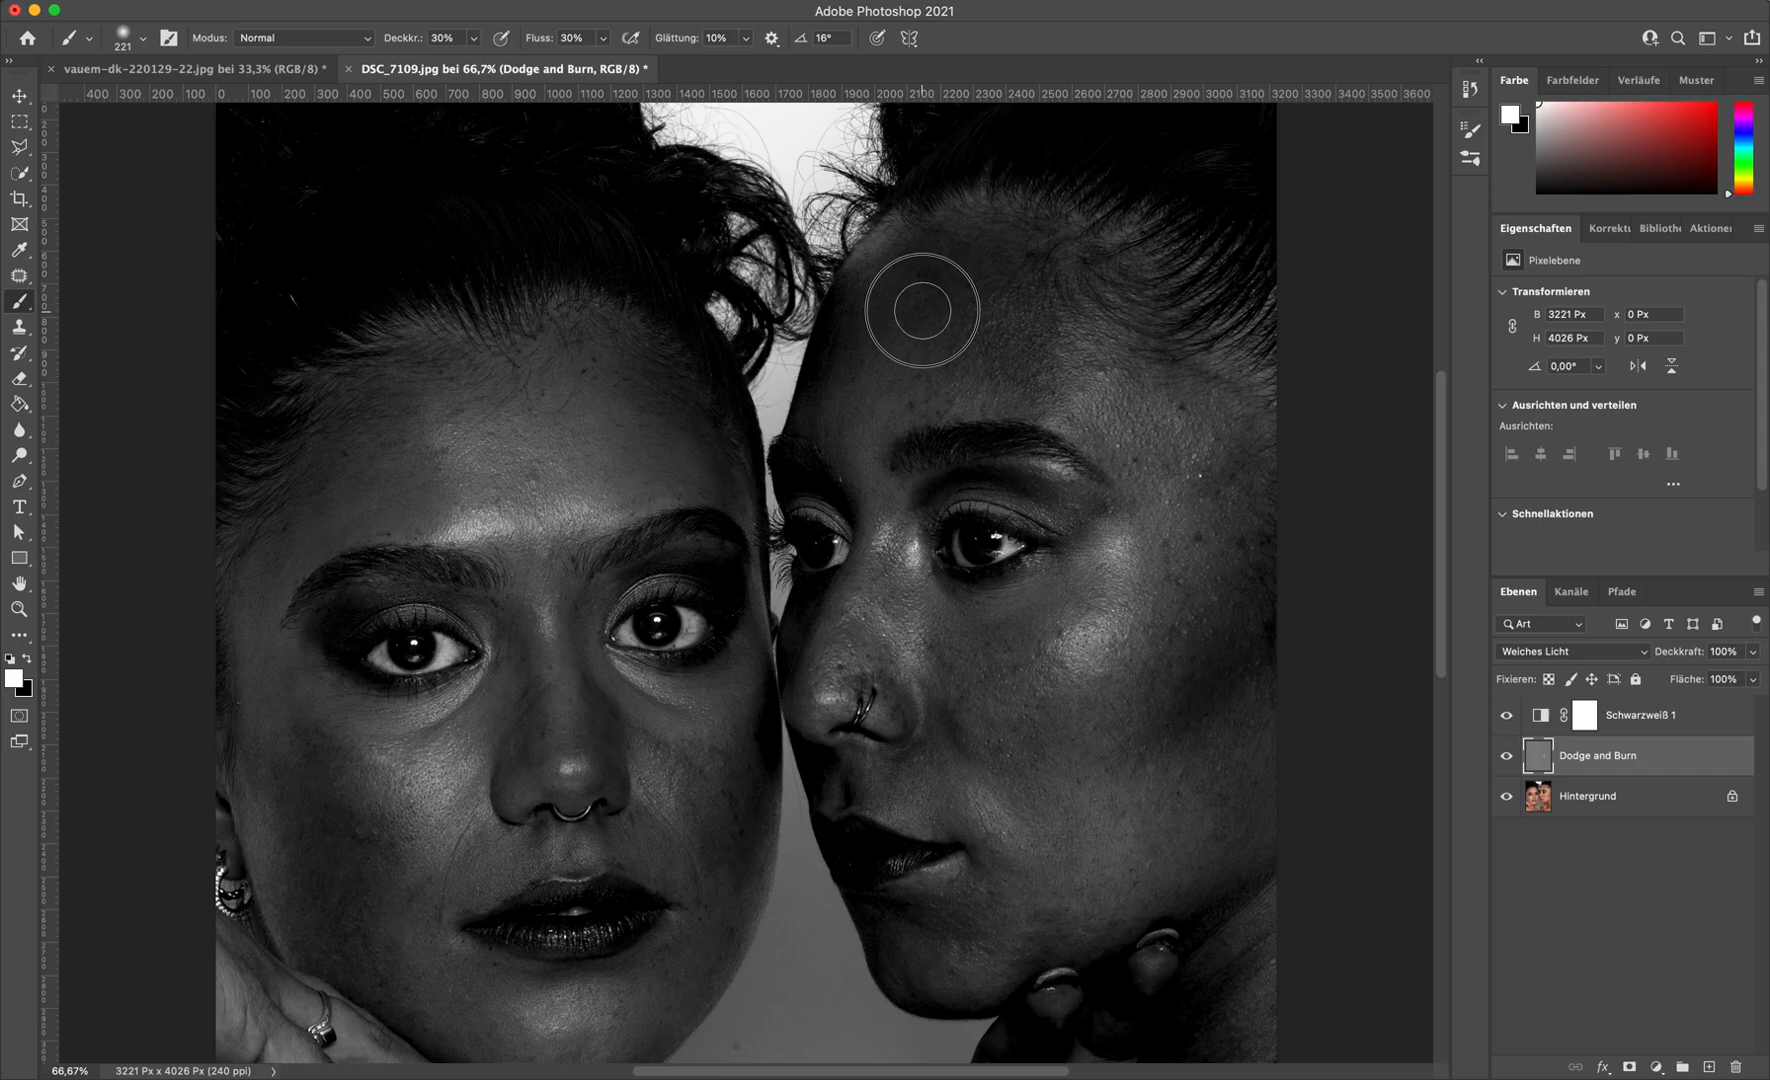 Adobe Photoshop 2021
221 Modus: Normal Deckkr.: 30% Fluss: 30% Glättung: 10% 16°
vauem-dk-220129-22.jpg bei 33,3% (RGB/8) * DSC_7109.jpg bei 66,7% (Dodge and Burn, RGB/8) *
400 300 200 100 0 100 200 300 400 500 600 700 800 900 1000 1100 1200 1300 1400 1500 1600 1700 1800 1900 2000 2100 2200 2300 2400 2500 2600 2700 2800 2900 3000 3100 3200 3300 3400 3500 3600
Farbe Farbfelder Verläufe Muster
Eigenschaften Korrektu Bibliothe Aktionen
Pixelebene
Transformieren
B 3221 Px x 0 Px
H 4026 Px y 0 Px
0,00°
Ausrichten und verteilen
Ausrichten:
Schnellaktionen
Ebenen Kanäle Pfade
Art
Weiches Licht Deckkraft: 100%
Fixieren: Fläche: 100%
Schwarzweiß 1
Dodge and Burn
Hintergrund
fx
66,67% 3221 Px x 4026 Px (240 ppi)